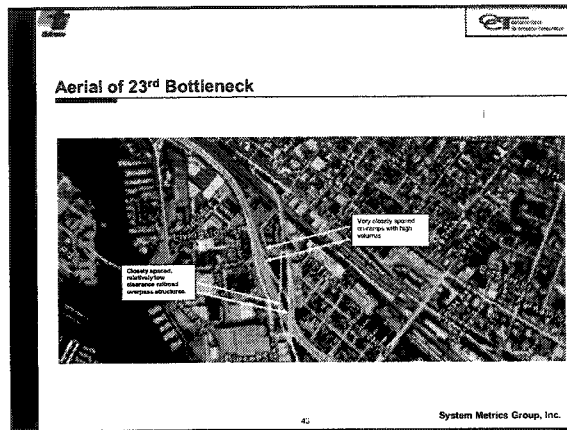 Aerial of 23rd Bottleneck
Very closely spaced
on-ramps with high
volumes
Closely spaced,
relatively low
clearance railroad
overpass structures.
System Metrics Group, Inc.